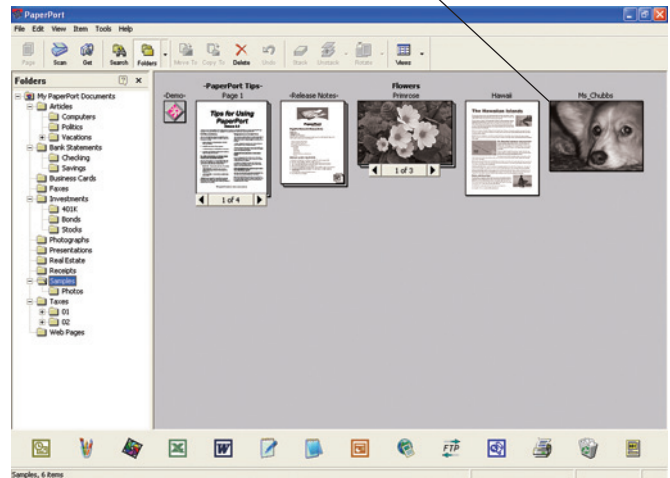 PaperPort
File Edit View Item Tools Help
Page Scan Get Search Folders Move To Copy To Delete Undo Stack Unstack Rotate Views
Folders
My PaperPort Documents
Articles
Computers
Politics
Vacations
Bank Statements
Checking
Savings
Business Cards
Faxes
Investments
401K
Bonds
Stocks
Photographs
Presentations
Real Estate
Receipts
Samples
Photos
Taxes
01
02
Web Pages
-Demo-
-PaperPort Tips-
Page 1
Tips for Using
PaperPort
1 of 4
-Release Notes-
Flowers
Primrose
1 of 3
Hawaii
The Hawaiian Islands
Ms_Chubbs
FTP
Samples, 6 items